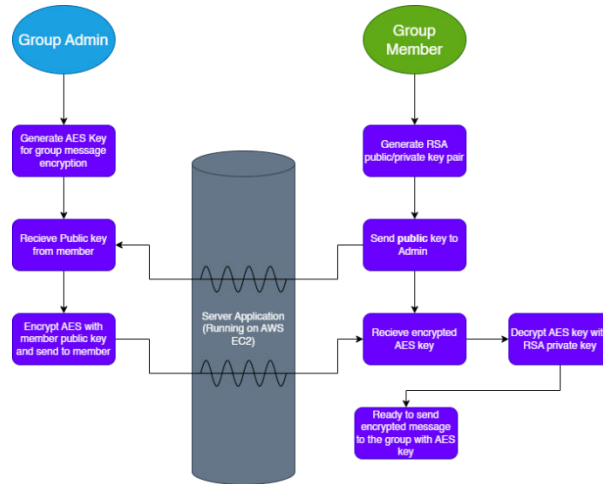 Group Admin
Group
Member
Generate AES Key
for group message
encryption
Generate RSA
public/private key pair
Recieve Public key
from member
Send public key to
Admin
Server Application
(Running on AWS
EC2)
Encrypt AES with
member public key
and send to member
Recieve encrypted
AES key
Decrypt AES key with
RSA private key
Ready to send
encrypted message
to the group with AES
key